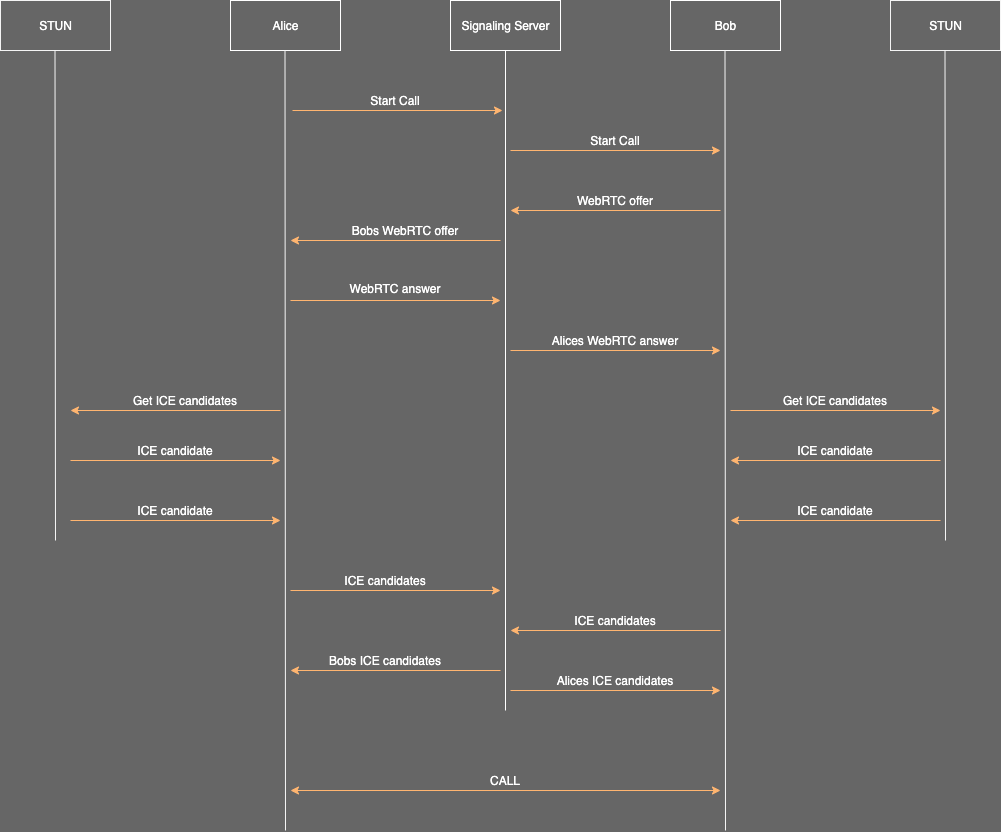 STUN
Alice
Signaling Server
Bob
STUN
Start Call
Start Call
WebRTC offer
Bobs WebRTC offer
WebRTC answer
Alices WebRTC answer
Get ICE candidates
Get ICE candidates
ICE candidate
ICE candidate
ICE candidate
ICE candidate
ICE candidates
ICE candidates
Bobs ICE candidates
Alices ICE candidates
CALL